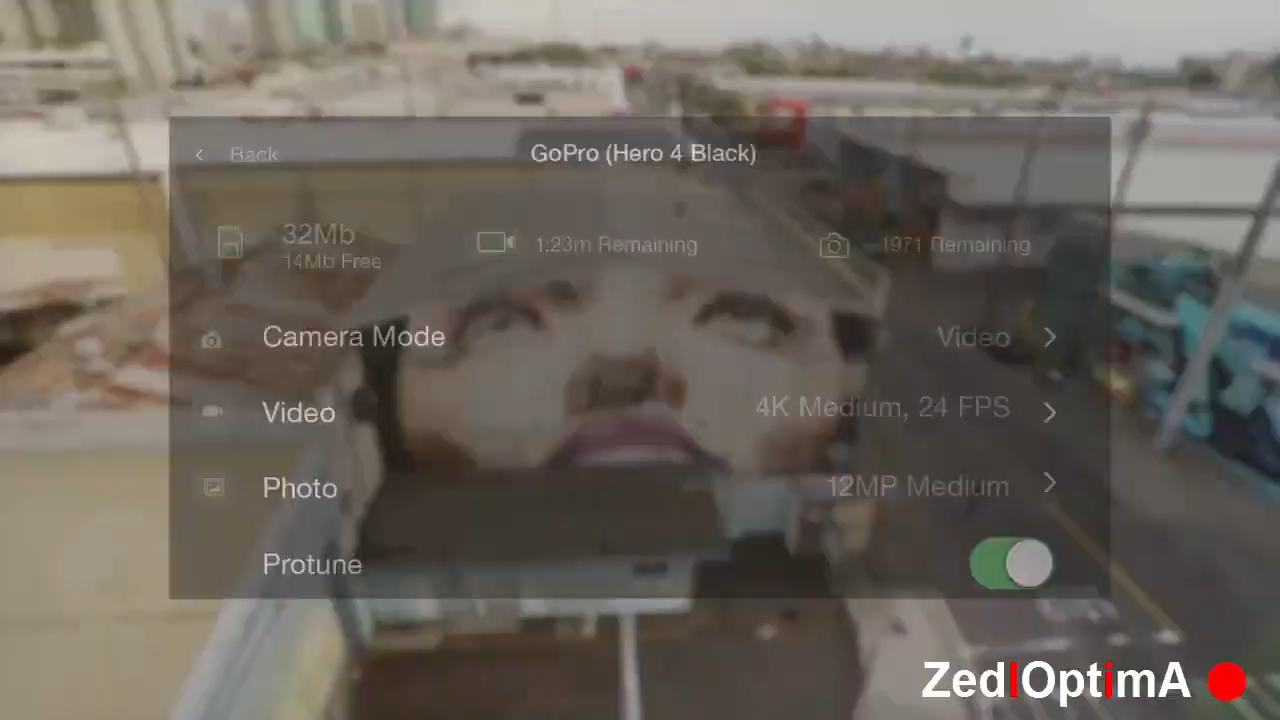 Back
GoPro (Hero 4 Black)
32Mb
14Mb Free
1:23m Remaining
1971 Remaining
Camera Mode
Video
Video
4K Medium, 24 FPS
Photo
12MP Medium
Protune
ZedIOptimA